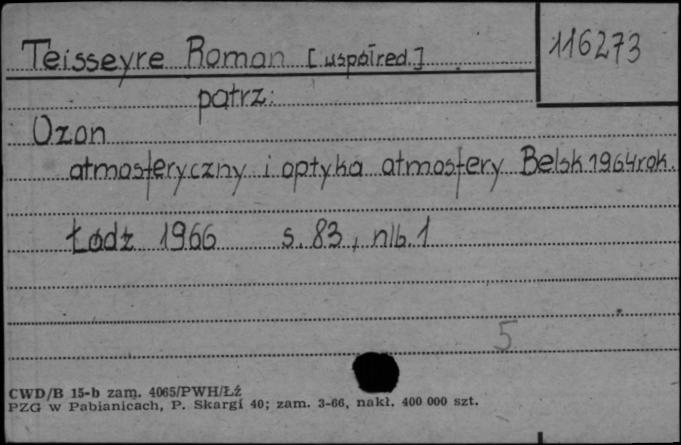 Teisseyre Roman [współred.]
116273
patrz:
Ozon
atmosferyczny i optyka atmosfery Belsk 1964 rok.
Łódź 1966 s. 83, nlb. 1
5
CWD/B 15-b zam. 4065/PWH/Łź
PZG w Pabianicach, P. Skargi 40; zam. 3-66, nakł. 400 000 szt.